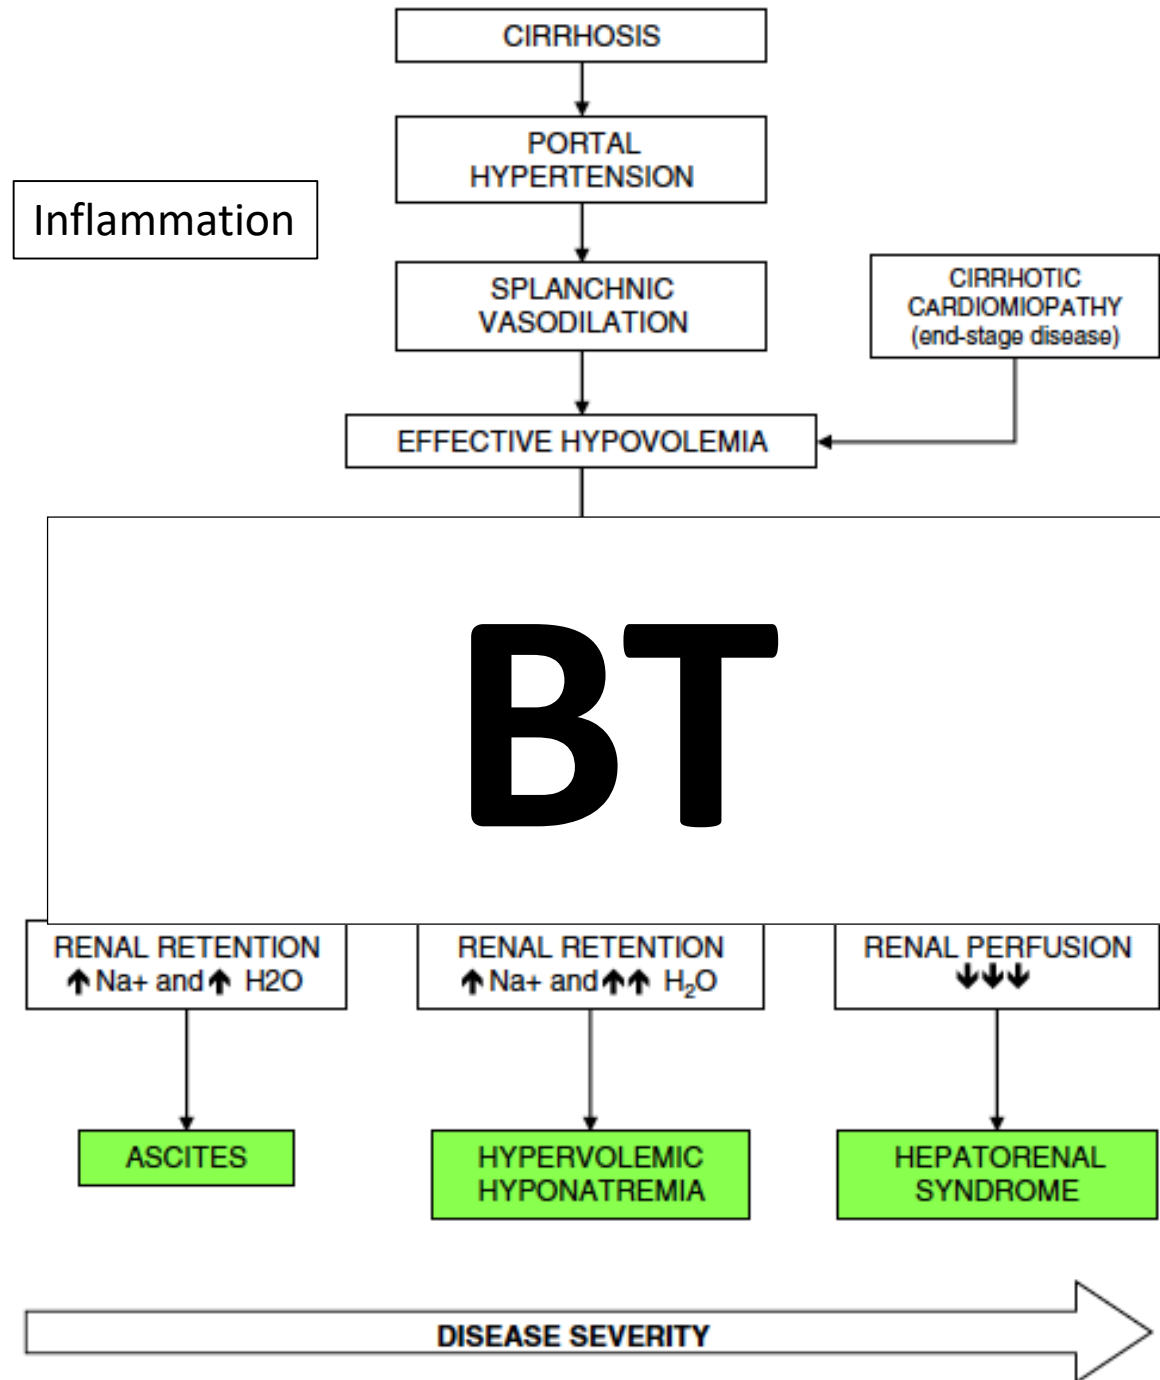 CIRRHOSIS
PORTAL
HYPERTENSION
Inflammation
SPLANCHNIC
VASODILATION
CIRRHOTIC
CARDIOMIOPATHY
(end-stage disease)
EFFECTIVE HYPOVOLEMIA
BT
RENAL RETENTION
↑Na+ and↑ H2O
RENAL RETENTION
↑Na+ and↑↑ H₂O
RENAL PERFUSION
↓↓↓
ASCITES
HYPERVOLEMIC
HYPONATREMIA
HEPATORENAL
SYNDROME
DISEASE SEVERITY